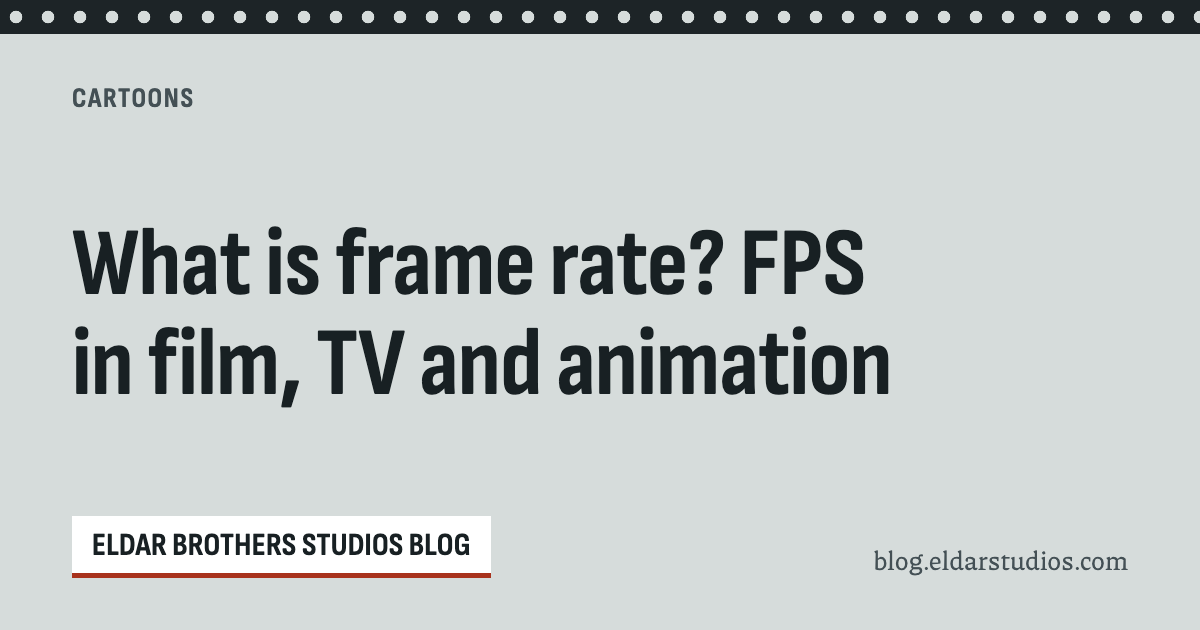 CARTOONS
What is frame rate? FPS
in film, TV and animation
ELDAR BROTHERS STUDIOS BLOG
blog.eldarstudios.com